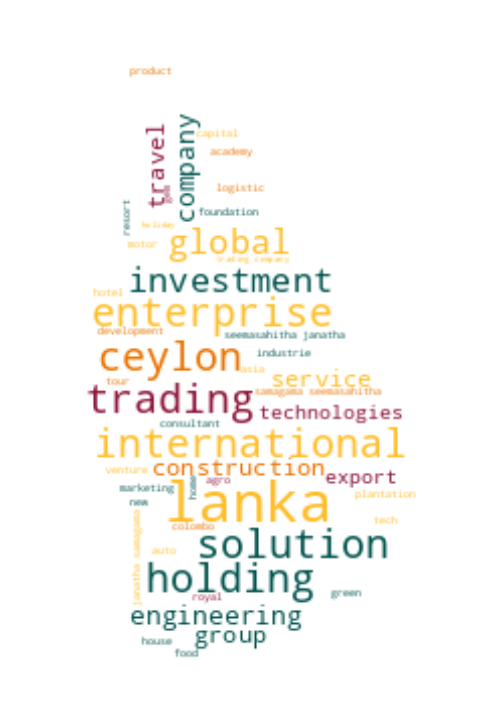 product
travel
company
capital
academy
gem
logistic
resort
foundation
holiday
motor
global
trading company
investment
hotel
enterprise
development
seemasahitha janatha
ceylon
industrie
asia
tour
service
trading
samagama seemasahitha
technologies
consultant
international
venture
construction
export
marketing
home
agro
lanka
plantation
new
janatha samagama
colombo
tech
solution
auto
holding
royal
green
engineering
house
group
food